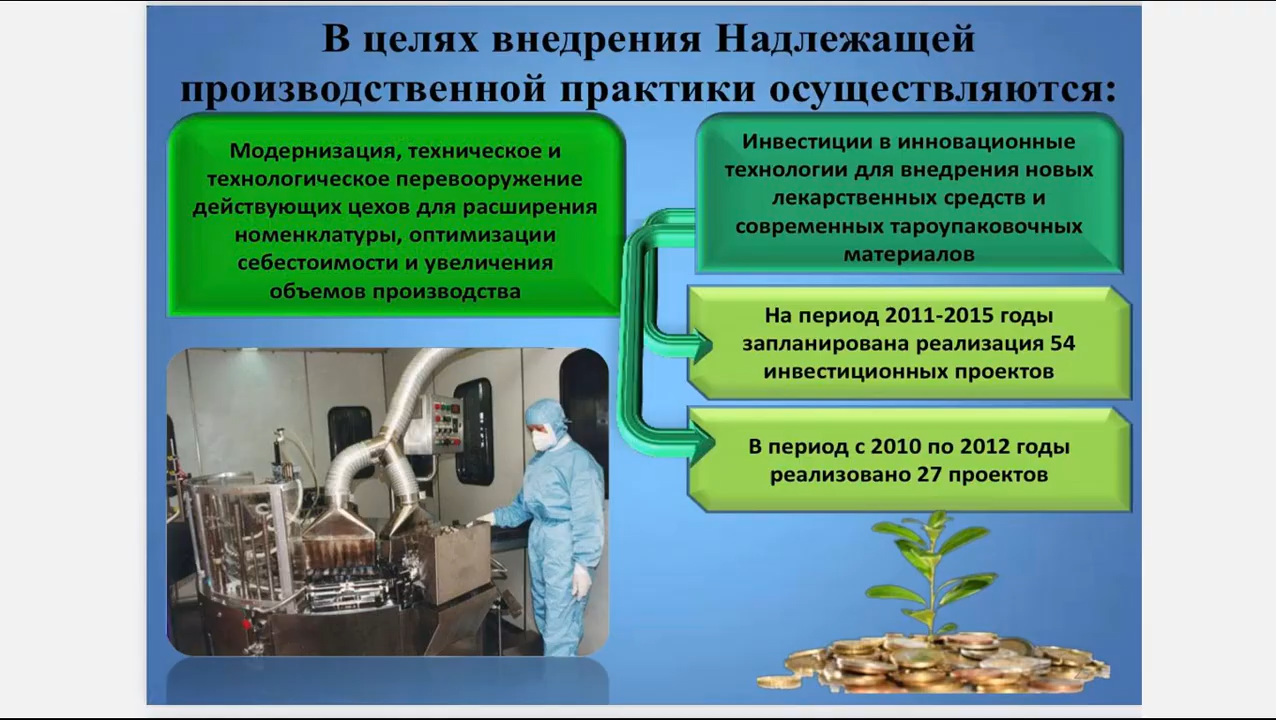 В целях внедрения Надлежащей
производственной практики осуществляются:
Модернизация, техническое и
технологическое перевооружение
действующих цехов для расширения
номенклатуры, оптимизации
себестоимости и увеличения
объемов производства
Инвестиции в инновационные
технологии для внедрения новых
лекарственных средств и
современных тароупаковочных
материалов
На период 2011-2015 годы
запланирована реализация 54
инвестиционных проектов
В период с 2010 по 2012 годы
реализовано 27 проектов